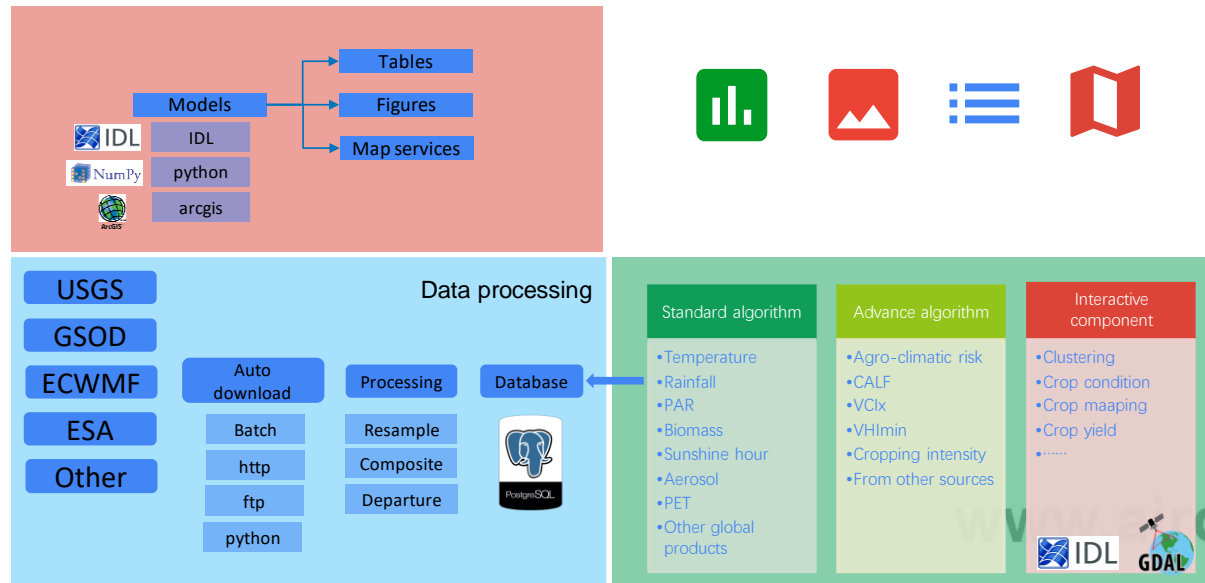 Tables
Models
Figures
Map services
IDL
IDL
NumPy
python
ArcGIS
arcgis
Data processing
USGS
GSOD
ECWMF
ESA
Other
Auto
download
Batch
http
ftp
python
Processing
Resample
Composite
Departure
Database
PostgreSQL
Standard algorithm
•Temperature
•Rainfall
•PAR
•Biomass
•Sunshine hour
•Aerosol
•PET
•Other global
products
Advance algorithm
•Agro-climatic risk
•CALF
•VCIx
•VHImin
•Cropping intensity
•From other sources
Interactive
component
•Clustering
•Crop condition
•Crop maaping
•Crop yield
•······
IDL
GDAL